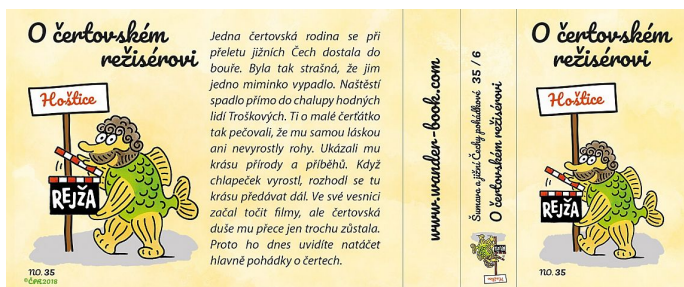 O čertovském
režisérovi
Hoštice
REJŽA
NO. 35
©ČIPR2018
Jedna čertovská rodina se při
přeletu jižních Čech dostala do
bouře. Byla tak strašná, že jim
jedno miminko vypadlo. Naštěstí
spadlo přímo do chalupy hodných
lidí Troškových. Ti o malé čerťátko
tak pečovali, že mu samou láskou
ani nevyrostly rohy. Ukázali mu
krásu přírody a příběhů. Když
chlapeček vyrostl, rozhodl se tu
krásu předávat dál. Ve své vesnici
začal točit filmy, ale čertovská
duše mu přece jen trochu zůstala.
Proto ho dnes uvidíte natáčet
hlavně pohádky o čertech.
www.wander-book.com
Šumava a jižní Čechy pohádkové 35 / 6
O čertovském režisérovi
O čertovském
režisérovi
Hoštice
REJŽA
NO. 35